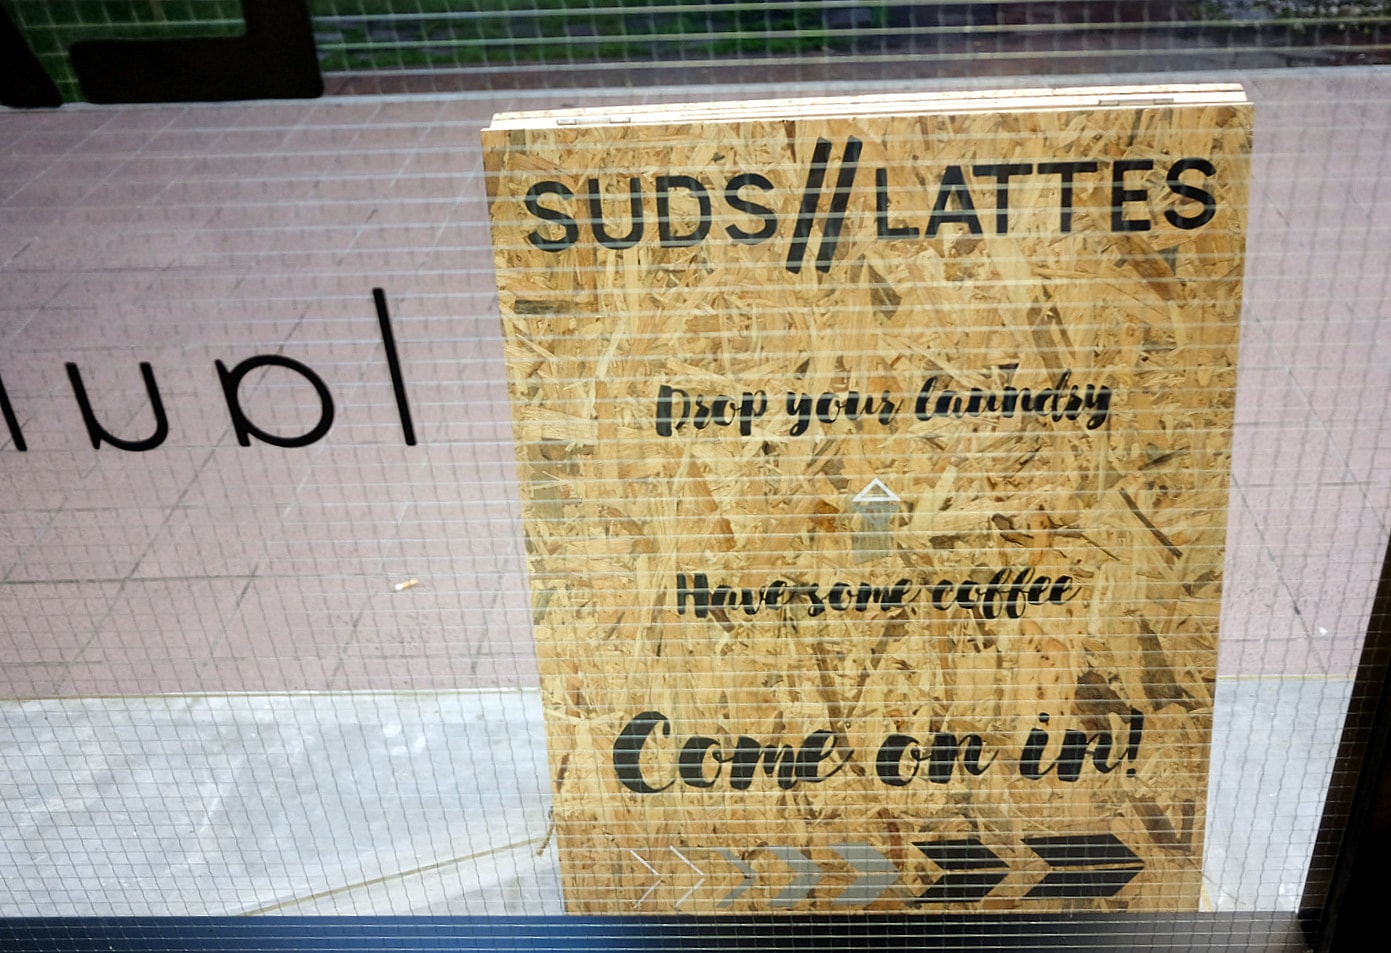 SUDS//LATTES
Drop your laundry
Have some coffee
Come on in!